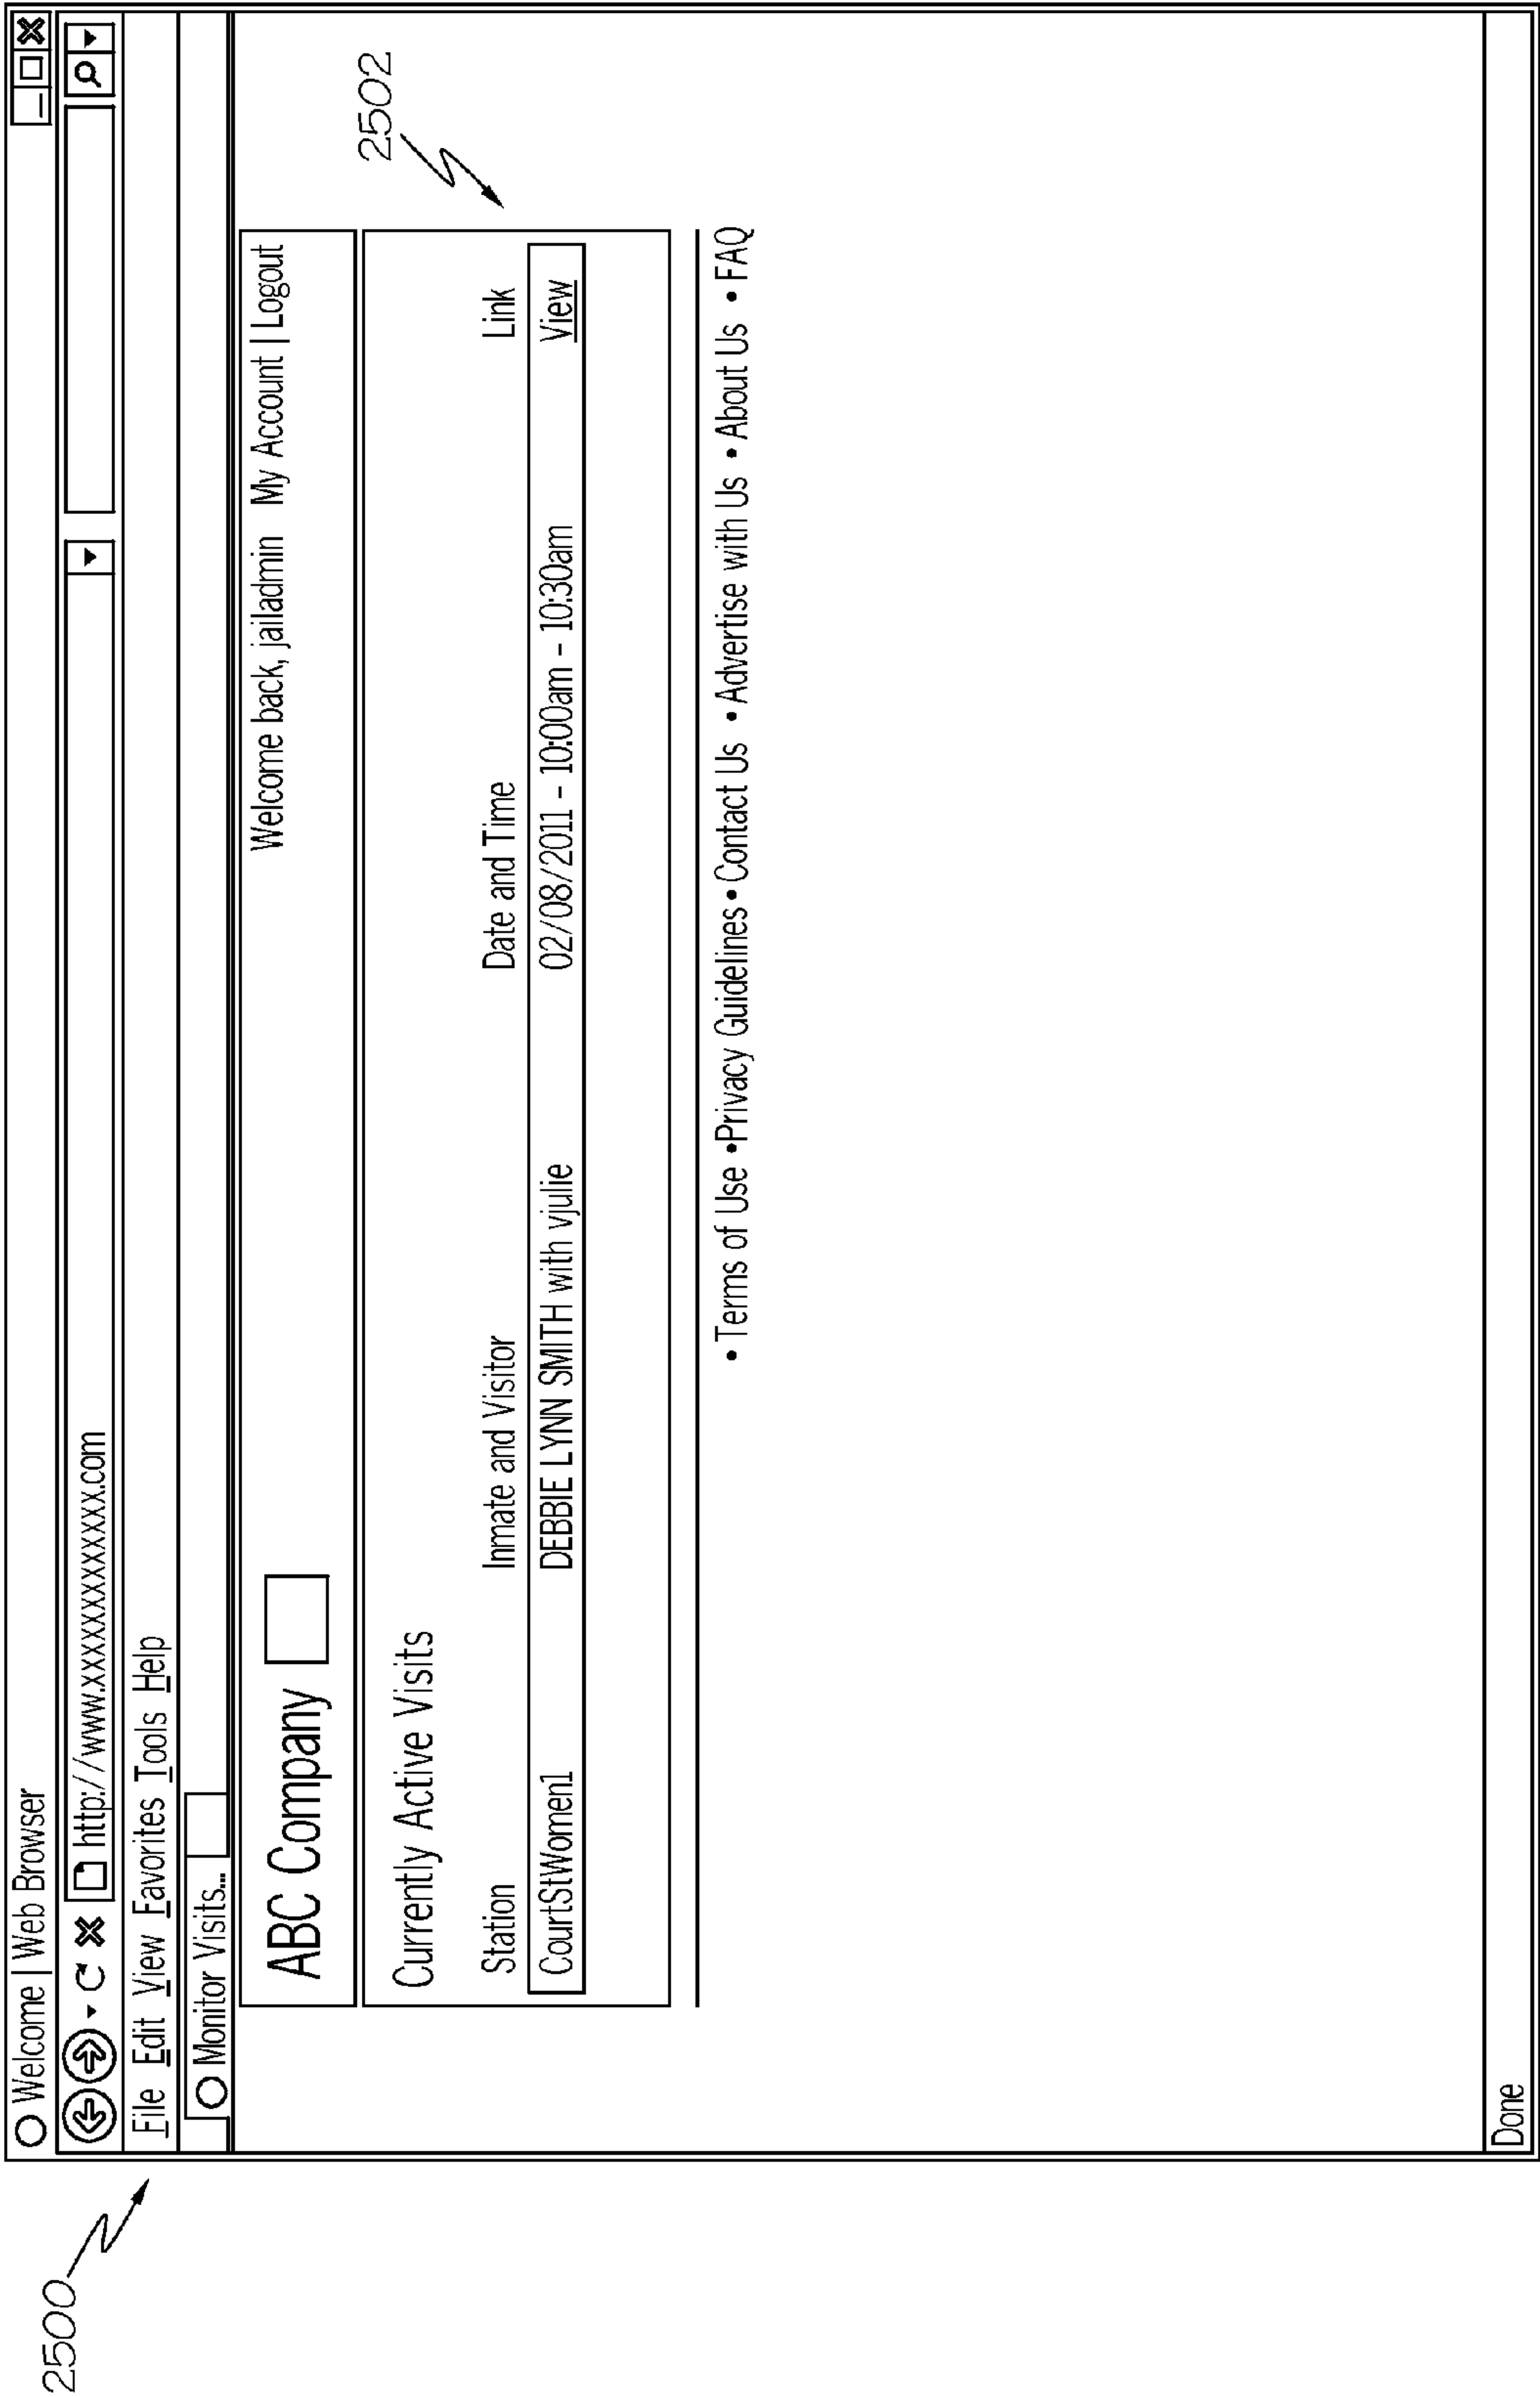 2500
Welcome | Web Browser
http://www.xxxxxxxxxxxx.com
File Edit View Favorites Tools Help
Monitor Visits...
ABC Company
Welcome back, jailadmin My Account | Logout
Currently Active Visits
2502
Station Inmate and Visitor Date and Time Link
CourtStWomen1 DEBBIE LYNN SMITH with vjulie 02/08/2011 - 10:00am - 10:30am View
• Terms of Use •Privacy Guidelines • Contact Us • Advertise with Us • About Us • FAQ
Done